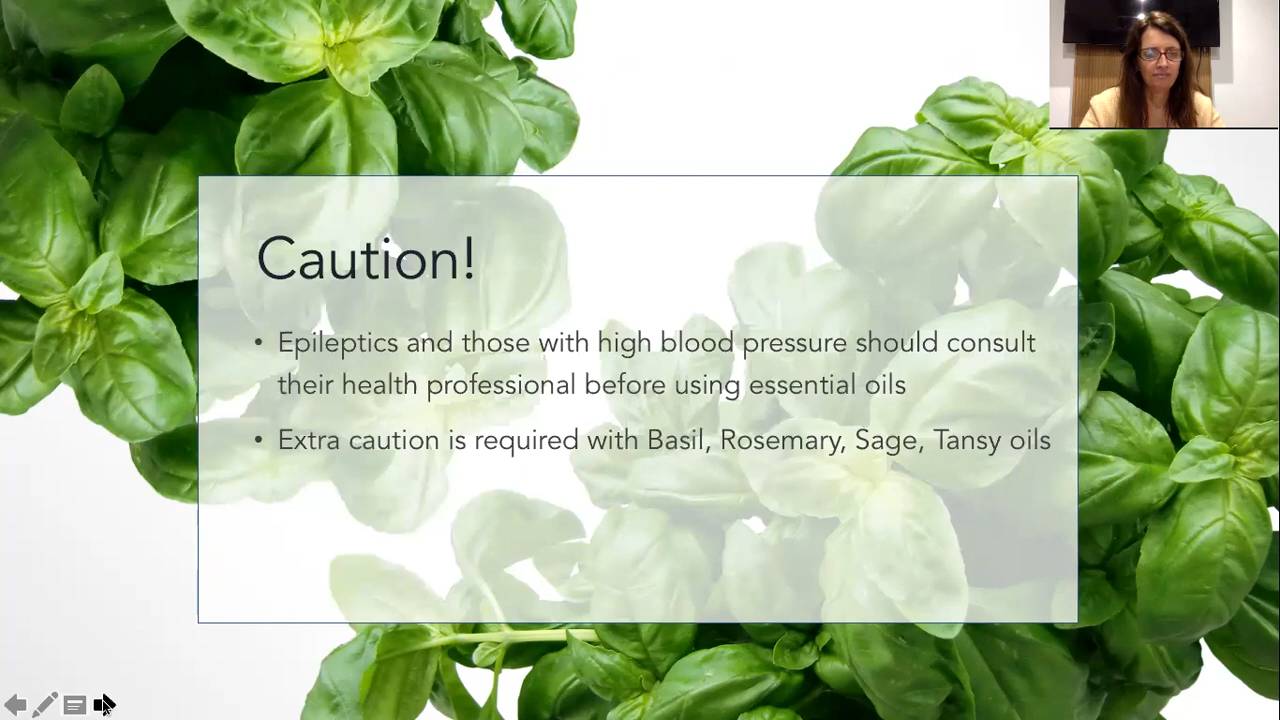 Caution!
• Epileptics and those with high blood pressure should consult
their health professional before using essential oils
• Extra caution is required with Basil, Rosemary, Sage, Tansy oils